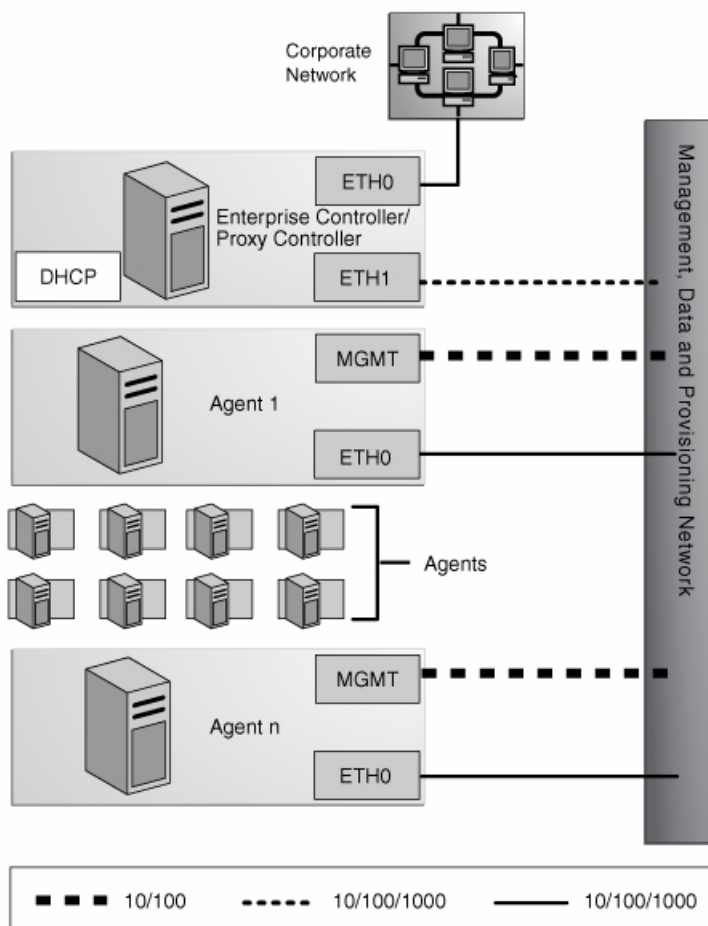 Corporate
Network
ETH0
Enterprise Controller/
Proxy Controller
DHCP
ETH1
MGMT
Agent 1
ETH0
Agents
MGMT
Agent n
ETH0
Management, Data and Provisioning Network
10/100
10/100/1000
10/100/1000